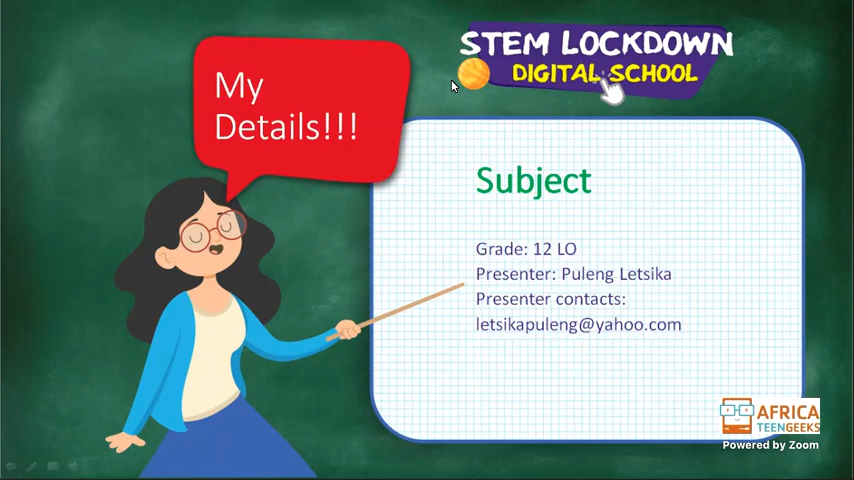 My
Details!!!
STEM LOCKDOWN
DIGITAL SCHOOL
Subject
Grade: 12 LO
Presenter: Puleng Letsika
Presenter contacts:
letsikapuleng@yahoo.com
AFRICA
TEENGEEKS
Powered by Zoom